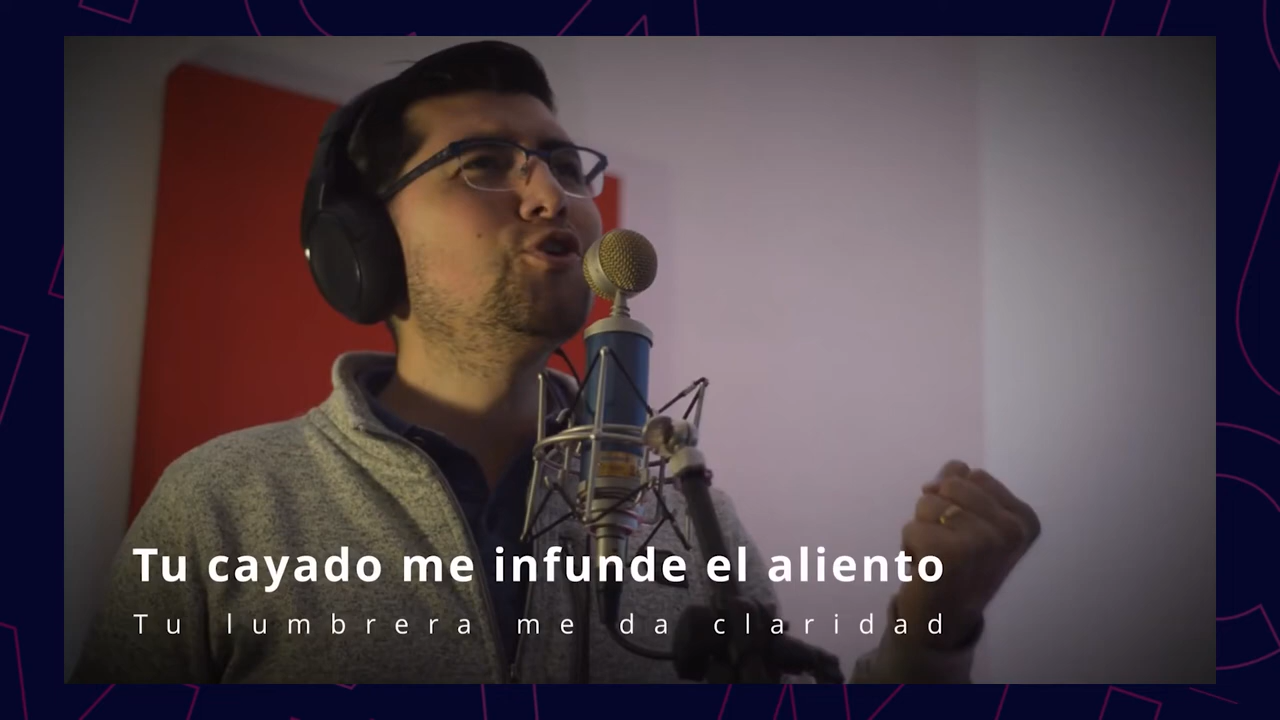 Tu cayado me infunde el aliento
Tu lumbrera me da claridad